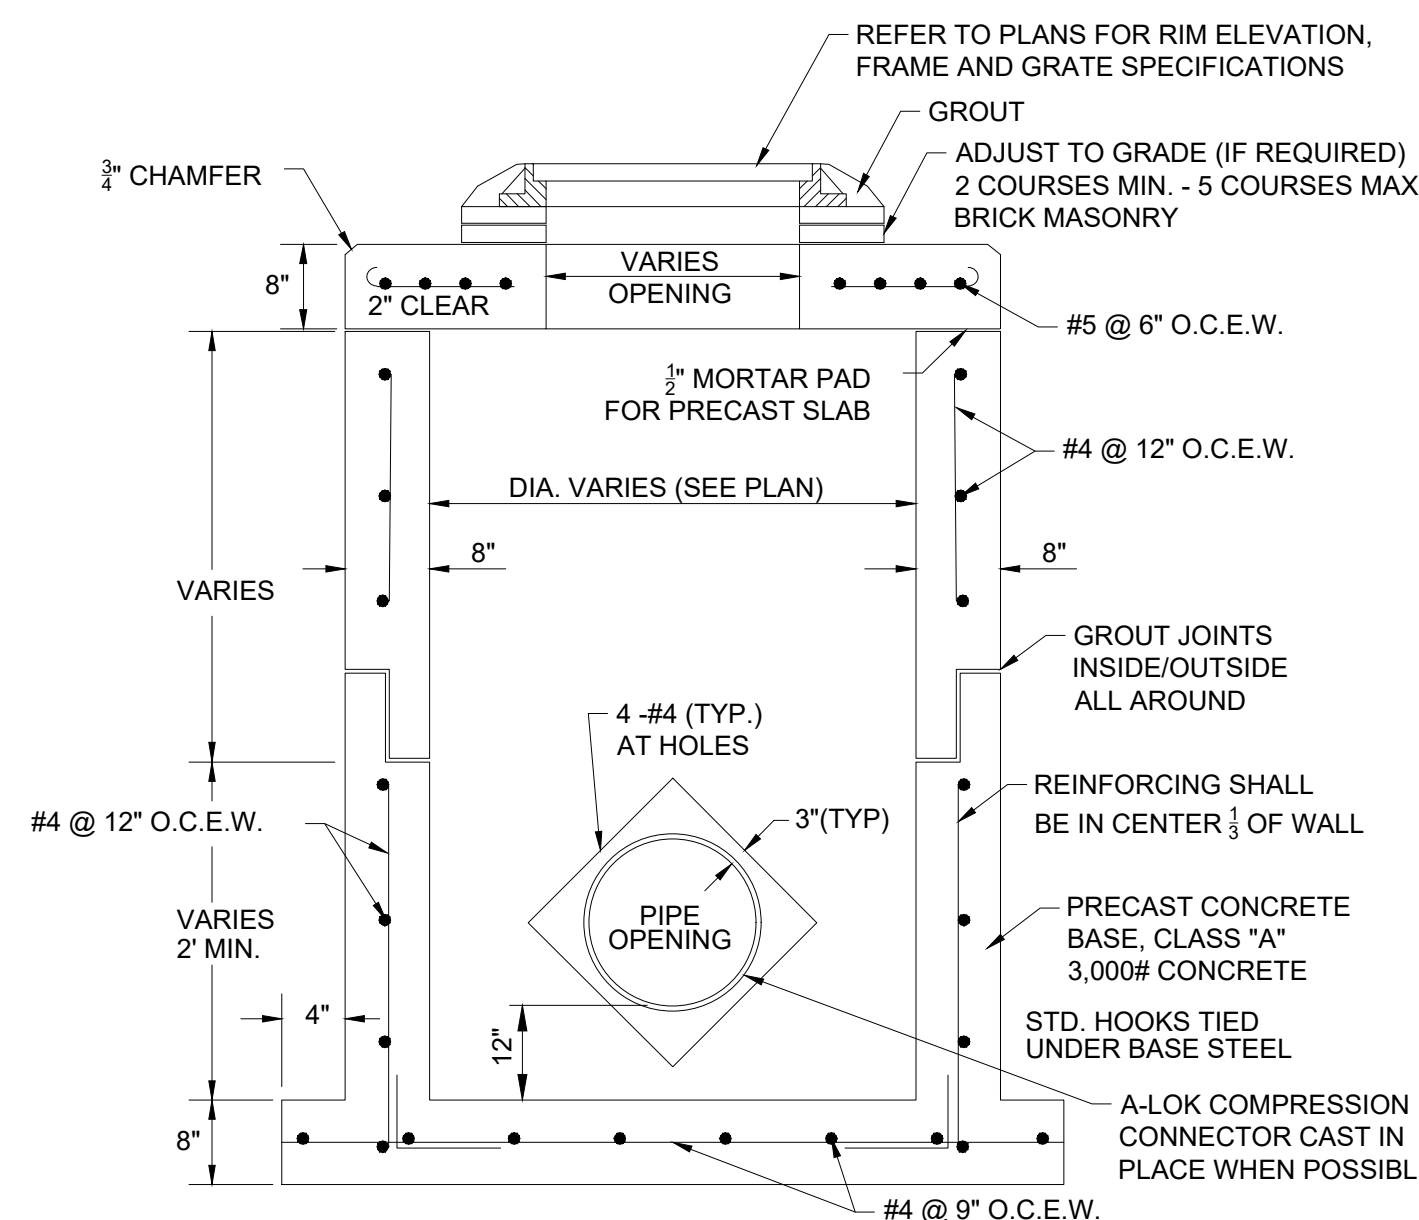 REFER TO PLANS FOR RIM ELEVATION,
FRAME AND GRATE SPECIFICATIONS
GROUT
ADJUST TO GRADE (IF REQUIRED)
2 COURSES MIN. - 5 COURSES MAX
BRICK MASONRY
3/4" CHAMFER
8"
VARIES
OPENING
2" CLEAR
#5 @ 6" O.C.E.W.
1/2" MORTAR PAD
FOR PRECAST SLAB
#4 @ 12" O.C.E.W.
DIA. VARIES (SEE PLAN)
8"
8"
VARIES
GROUT JOINTS
INSIDE/OUTSIDE
ALL AROUND
4 -#4 (TYP.)
AT HOLES
REINFORCING SHALL
BE IN CENTER 1/3 OF WALL
#4 @ 12" O.C.E.W.
3"(TYP)
PIPE
OPENING
VARIES
2' MIN.
PRECAST CONCRETE
BASE, CLASS "A"
3,000# CONCRETE
4"
12"
STD. HOOKS TIED
UNDER BASE STEEL
8"
A-LOK COMPRESSION
CONNECTOR CAST IN
PLACE WHEN POSSIBL
#4 @ 9" O.C.E.W.